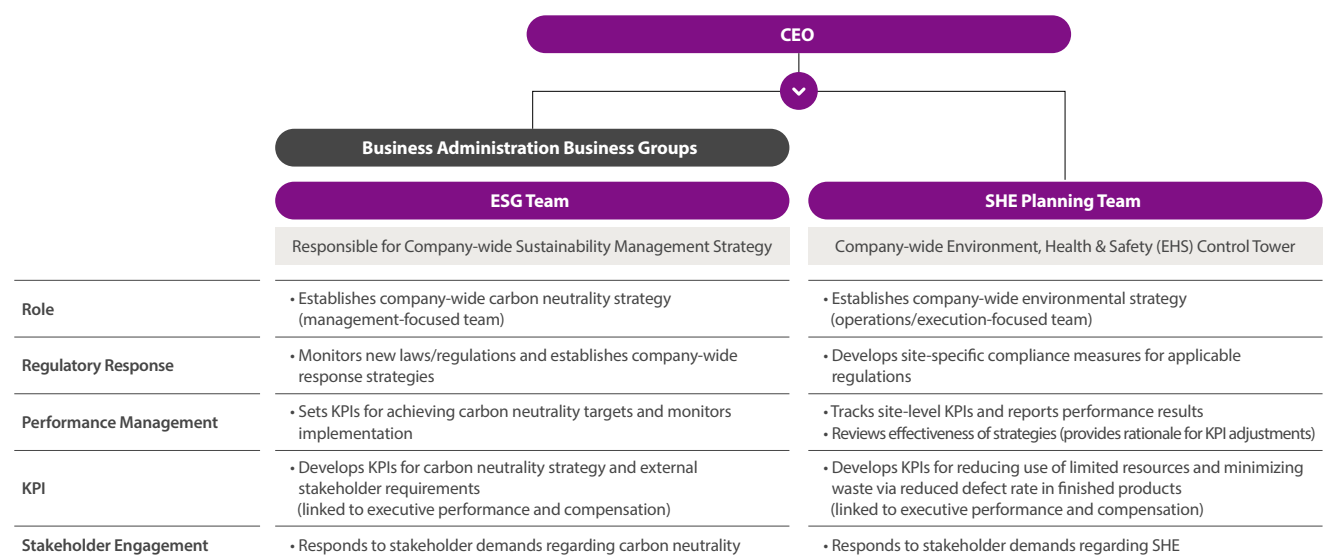 CEO
Business Administration Business Groups
ESG Team
SHE Planning Team
Responsible for Company-wide Sustainability Management Strategy
Company-wide Environment, Health & Safety (EHS) Control Tower
Role
• Establishes company-wide carbon neutrality strategy
(management-focused team)
• Establishes company-wide environmental strategy
(operations/execution-focused team)
Regulatory Response
• Monitors new laws/regulations and establishes company-wide
response strategies
• Develops site-specific compliance measures for applicable
regulations
Performance Management
• Sets KPIs for achieving carbon neutrality targets and monitors
implementation
• Tracks site-level KPIs and reports performance results
• Reviews effectiveness of strategies (provides rationale for KPI adjustments)
KPI
• Develops KPIs for carbon neutrality strategy and external
stakeholder requirements
(linked to executive performance and compensation)
• Develops KPIs for reducing use of limited resources and minimizing
waste via reduced defect rate in finished products
(linked to executive performance and compensation)
Stakeholder Engagement
• Responds to stakeholder demands regarding carbon neutrality
• Responds to stakeholder demands regarding SHE